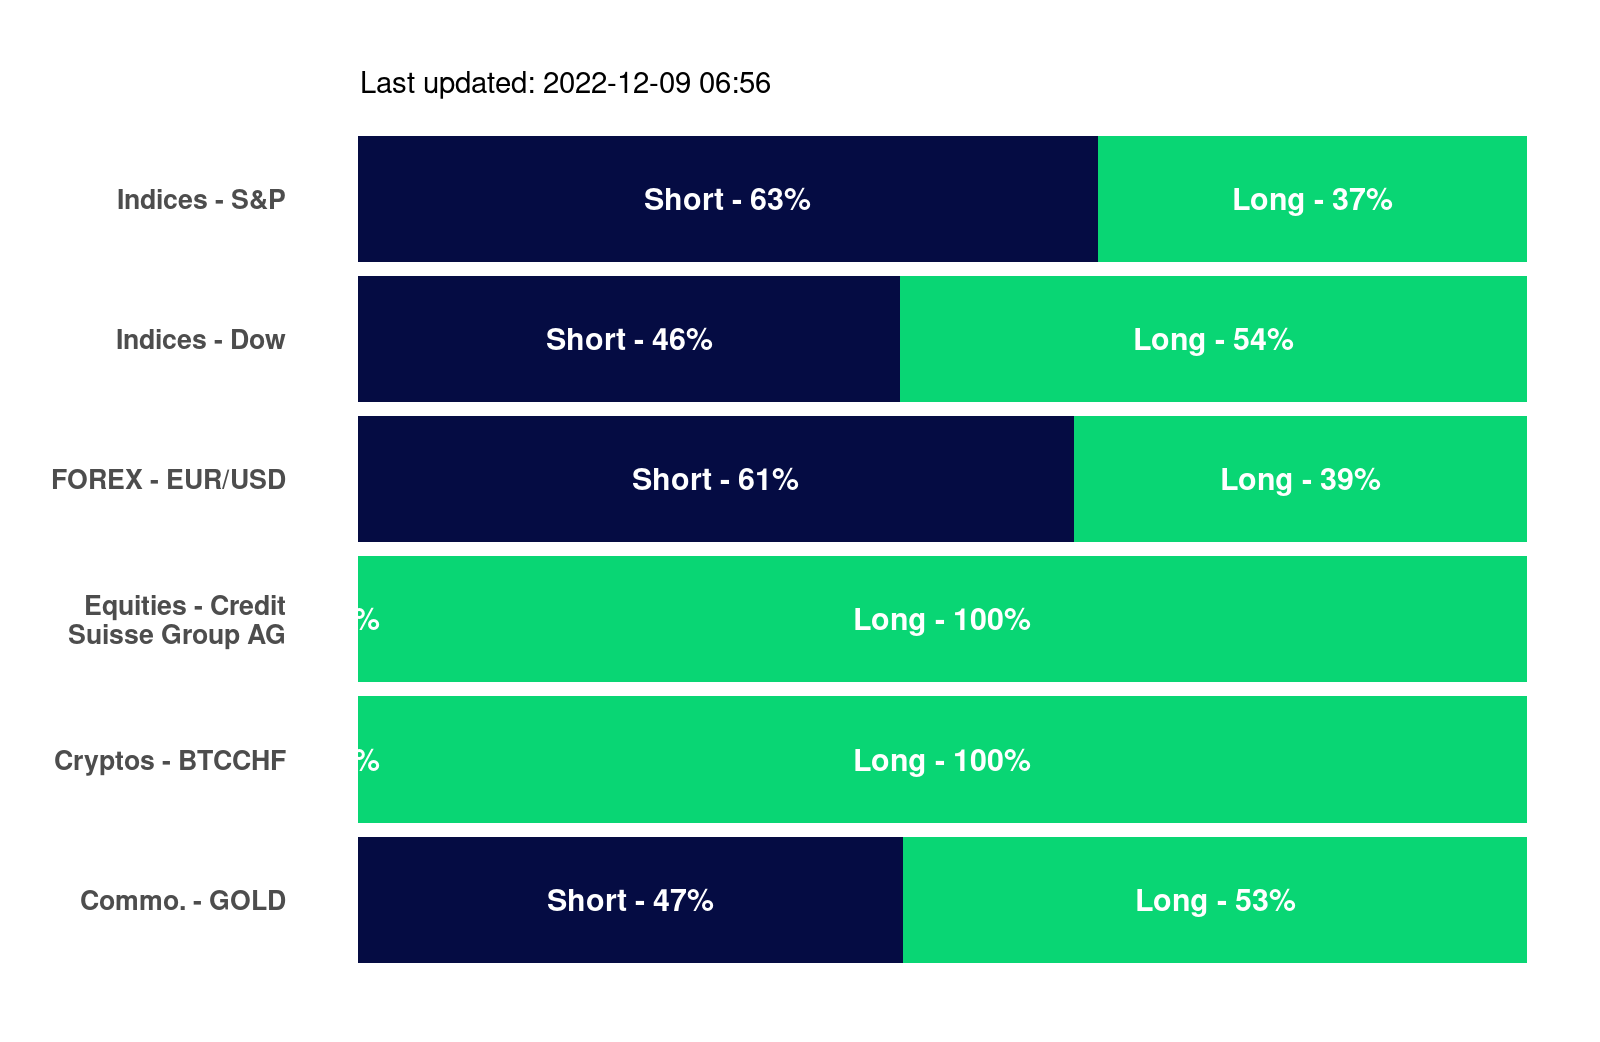 Last updated: 2022-12-09 06:56
Indices - S&P
Short - 63%
Long - 37%
Indices - Dow
Short - 46%
Long - 54%
FOREX - EUR/USD
Short - 61%
Long - 39%
Equities - Credit
Suisse Group AG
%
Long - 100%
Cryptos - BTCCHF
%
Long - 100%
Commo. - GOLD
Short - 47%
Long - 53%